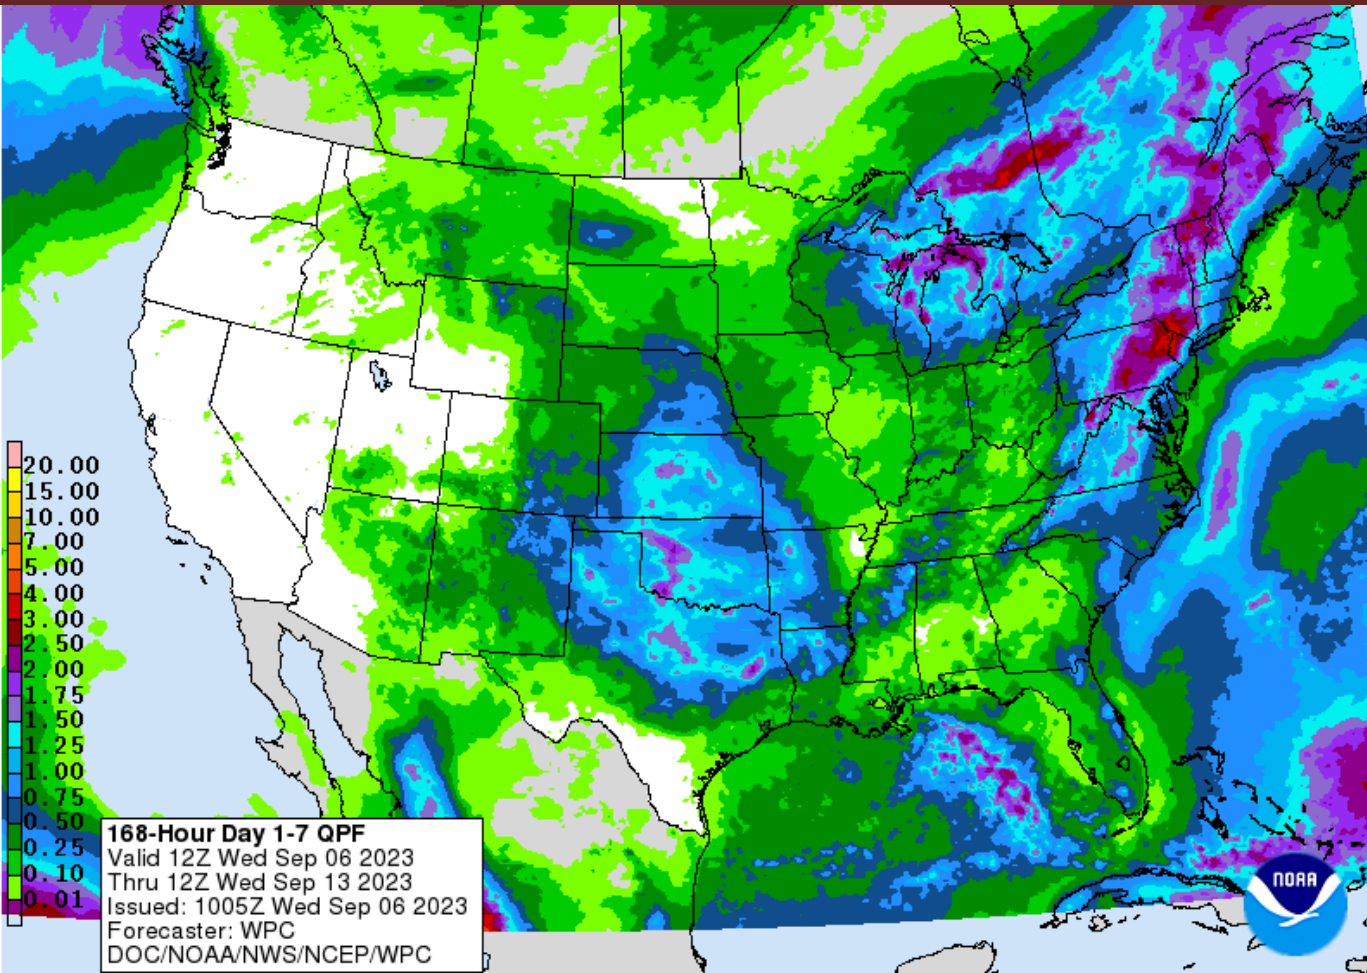 20.00
15.00
10.00
7.00
5.00
4.00
3.00
2.50
2.00
1.75
1.50
1.25
1.00
0.75
0.50
0.25
0.10
0.01
168-Hour Day 1-7 QPF
Valid 12Z Wed Sep 06 2023
Thru 12Z Wed Sep 13 2023
Issued: 1005Z Wed Sep 06 2023
Forecaster: WPC
DOC/NOAA/NWS/NCEP/WPC
NOAA